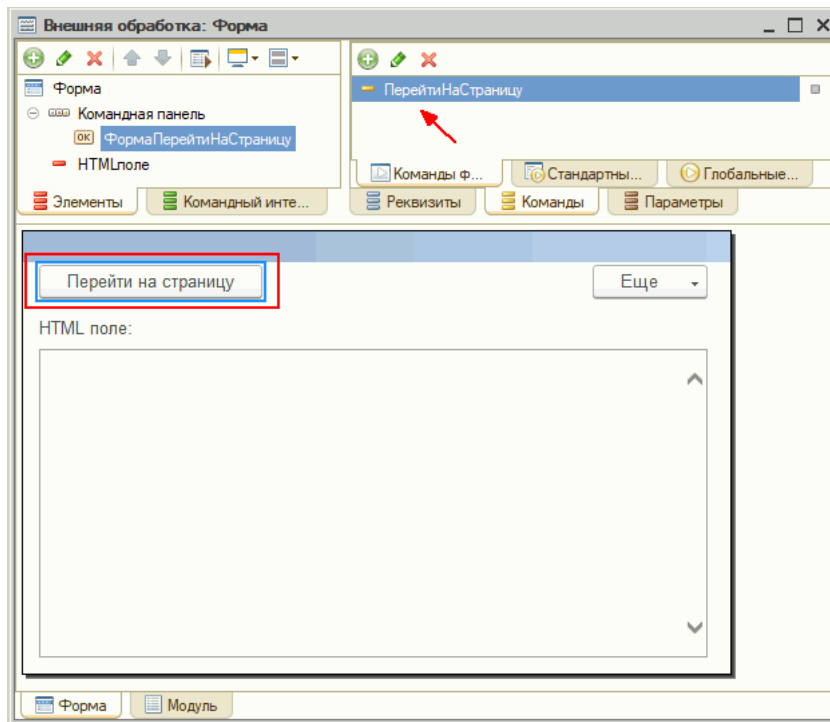 Внешняя обработка: Форма
Форма
Командная панель
OK ФормаПерейтиНаСтраницу
HTMLполе
Элементы Командный инте...
ПерейтиНаСтраницу
Команды ф... Стандартны... Глобальные...
Реквизиты Команды Параметры
Перейти на страницу Еще
HTML поле:
Форма Модуль